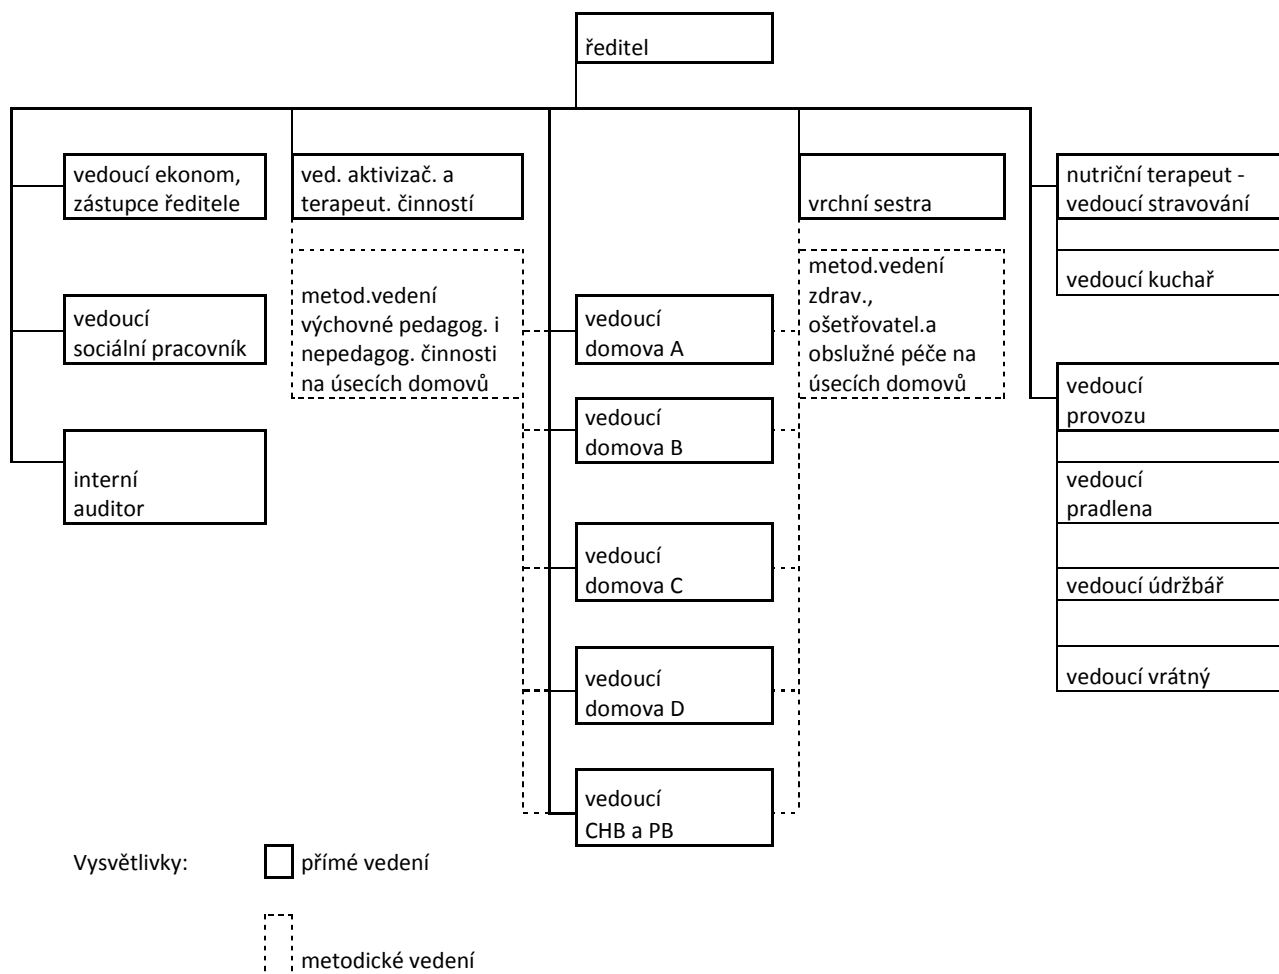 ředitel
vedoucí ekonom,
zástupce ředitele
ved. aktivizač. a
terapeut. činností
vrchní sestra
nutriční terapeut -
vedoucí stravování
vedoucí kuchař
vedoucí
sociální pracovník
metod.vedení
výchovné pedagog. i
nepedagog. činnosti
na úsecích domovů
vedoucí
domova A
metod.vedení
zdrav.,
ošetřovatel.a
obslužné péče na
úsecích domovů
vedoucí
provozu
vedoucí
domova B
interní
auditor
vedoucí
pradlena
vedoucí
domova C
vedoucí údržbář
vedoucí
domova D
vedoucí vrátný
vedoucí
CHB a PB
Vysvětlivky:
přímé vedení
metodické vedení